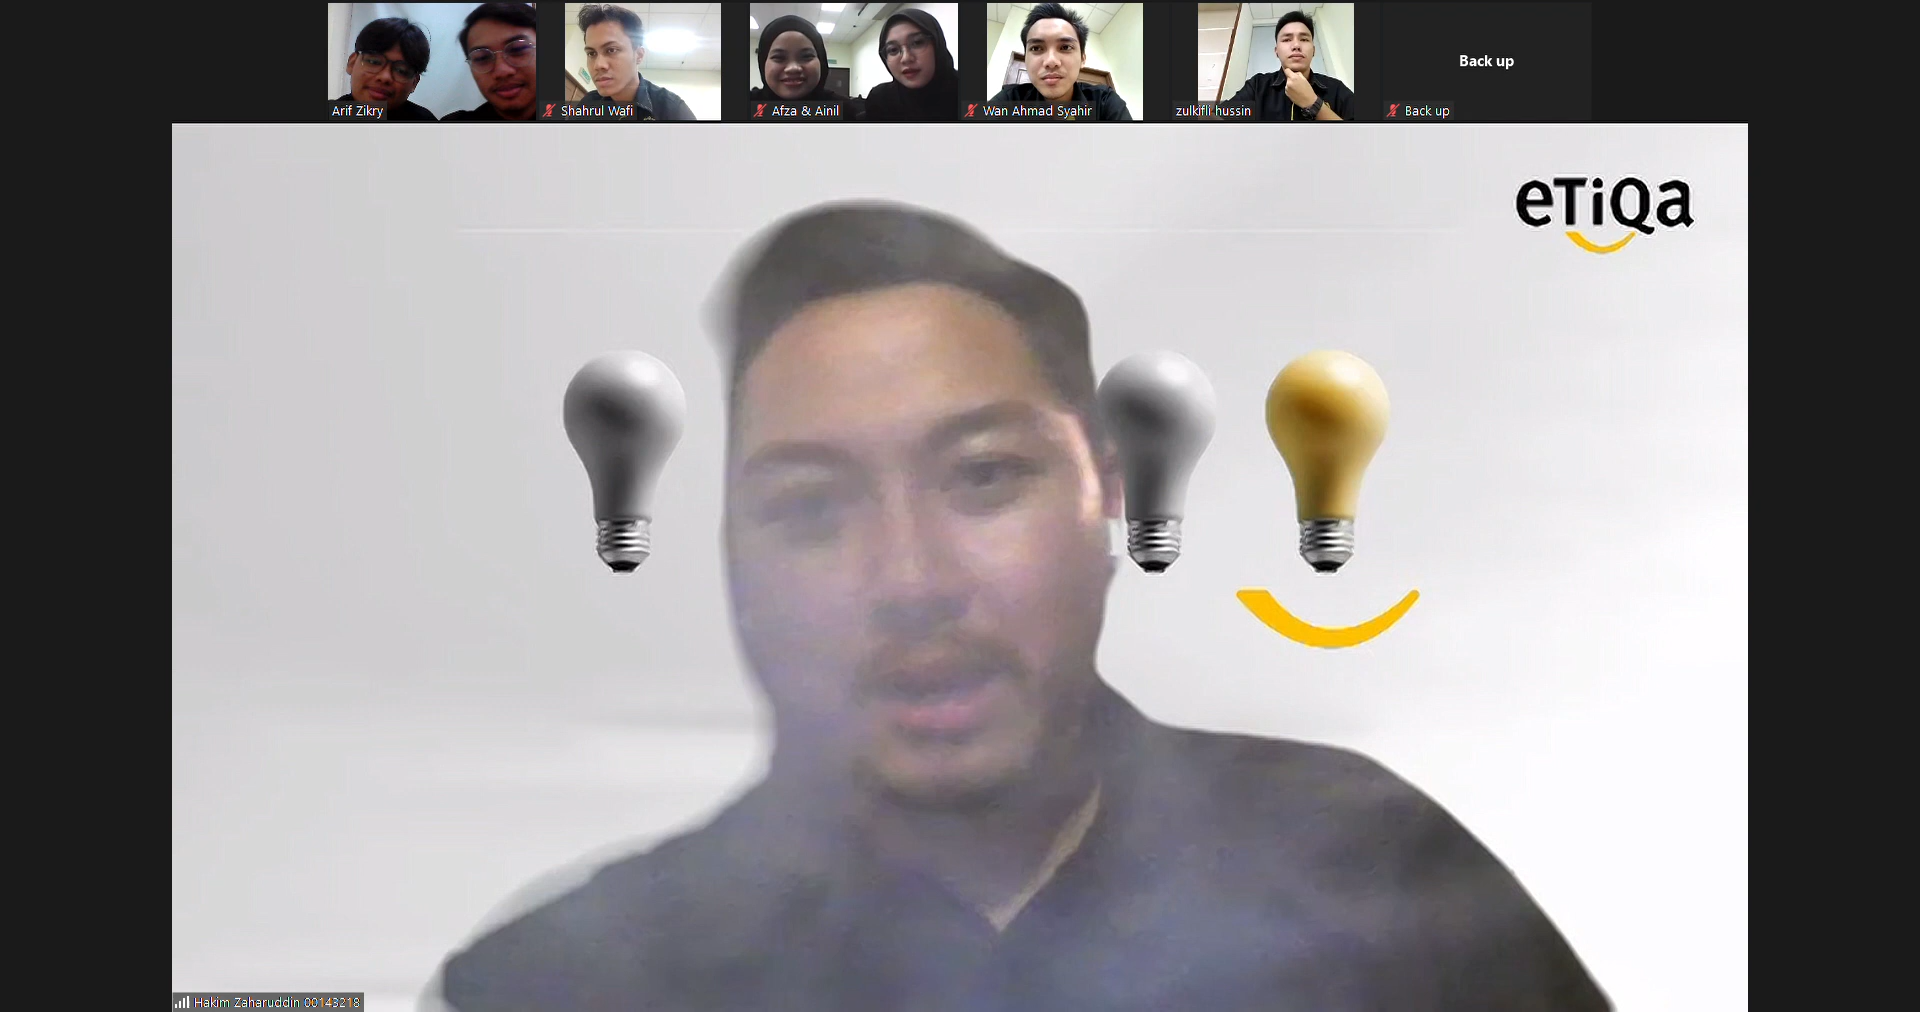 Back up
Arif Zikry
Shahrul Wafi
Afza & Ainil
Wan Ahmad Syahir
zulkifli hussin
Back up
eTiQa
Hakim Zaharuddin 00143218